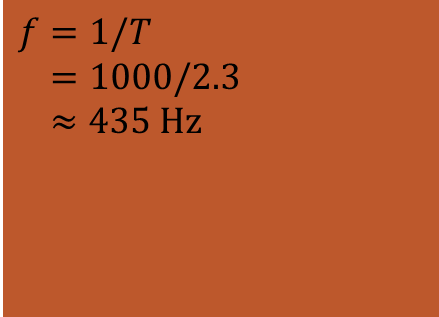 f = 1/T
= 1000/2.3
≈ 435 Hz